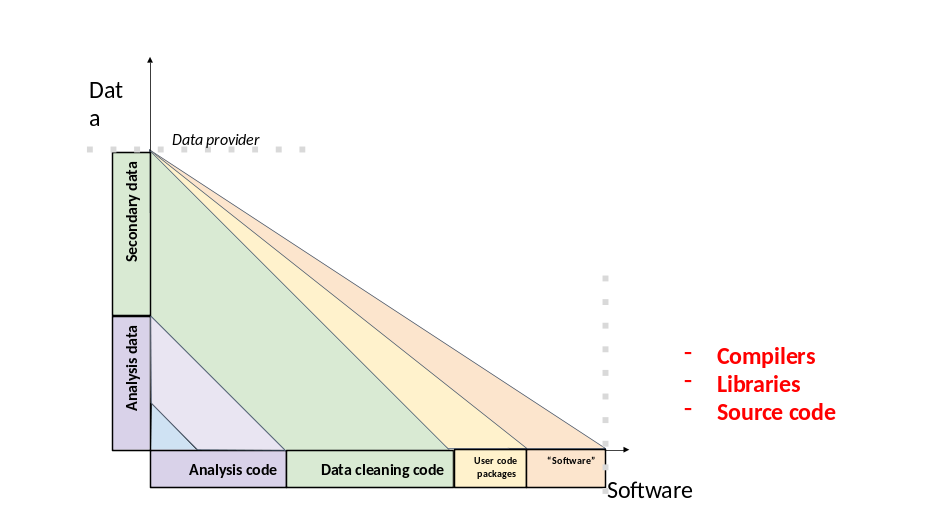 Dat
a
Data provider
Secondary data
Analysis data
- Compilers
- Libraries
- Source code
Analysis code
Data cleaning code
User code
packages
“Software”
Software